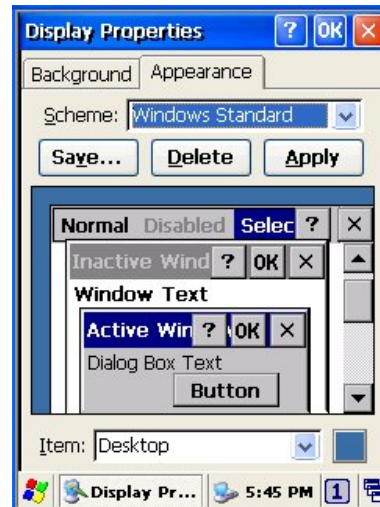 Display Properties ? OK ×
Background Appearance
Scheme: Windows Standard
Save... Delete Apply
Normal Disabled Selec ? ×
Inactive Wind ? OK ×
Window Text
Active Win ? OK ×
Dialog Box Text
Button
Item: Desktop
Display Pr... 5:45 PM 1